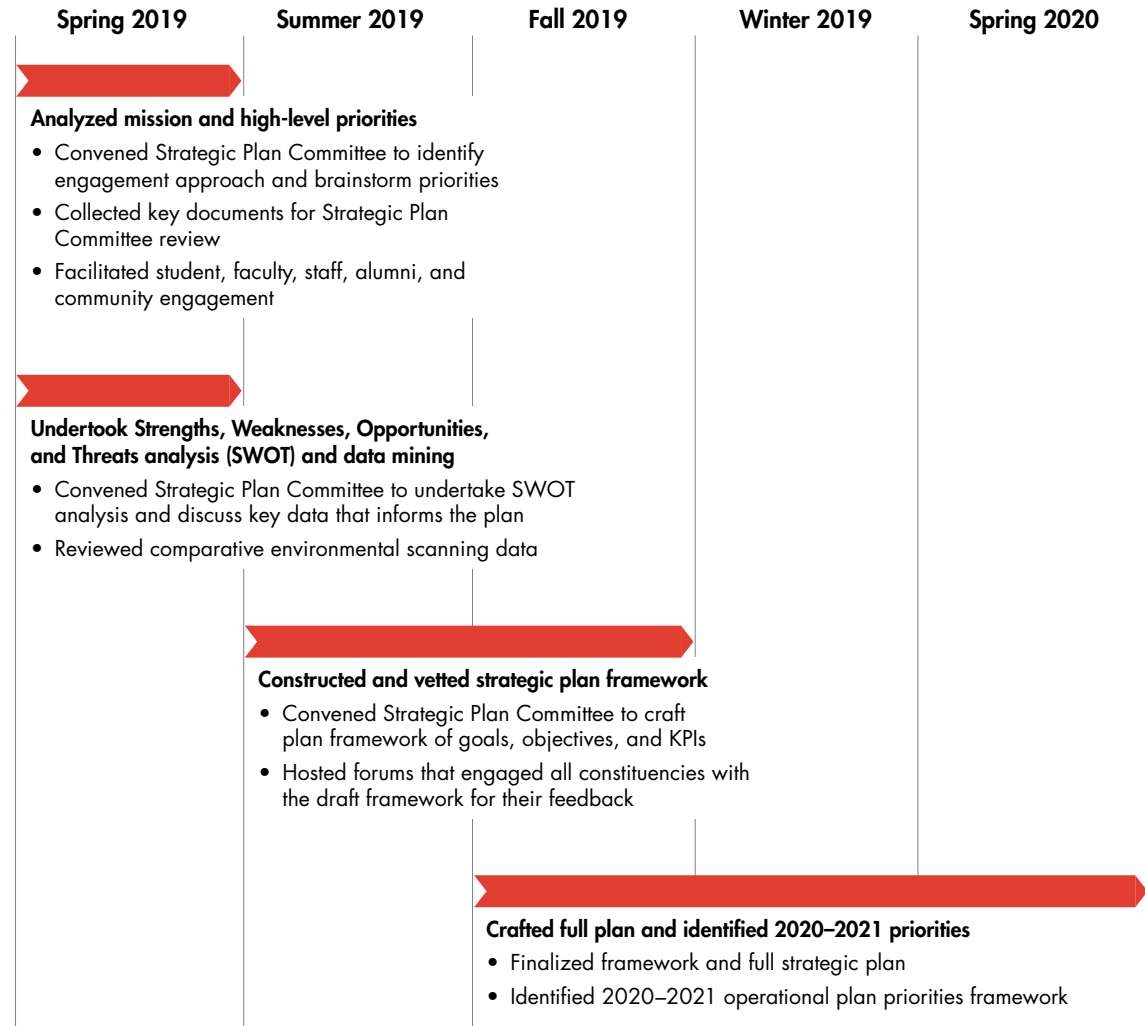 Spring 2019 Summer 2019 Fall 2019 Winter 2019 Spring 2020
Analyzed mission and high-level priorities
• Convened Strategic Plan Committee to identify
engagement approach and brainstorm priorities
• Collected key documents for Strategic Plan
Committee review
• Facilitated student, faculty, staff, alumni, and
community engagement
Undertook Strengths, Weaknesses, Opportunities,
and Threats analysis (SWOT) and data mining
• Convened Strategic Plan Committee to undertake SWOT
analysis and discuss key data that informs the plan
• Reviewed comparative environmental scanning data
Constructed and vetted strategic plan framework
• Convened Strategic Plan Committee to craft
plan framework of goals, objectives, and KPIs
• Hosted forums that engaged all constituencies with
the draft framework for their feedback
Crafted full plan and identified 2020–2021 priorities
• Finalized framework and full strategic plan
• Identified 2020–2021 operational plan priorities framework